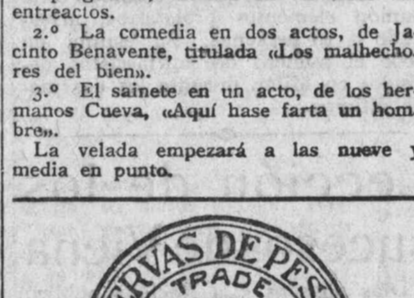 entreactos.
2.º La comedia en dos actos, de Ja-
cinto Benavente, titulada «Los malhecho-
res del bien».
3.º El sainete en un acto, de los her-
manos Cueva, «Aquí hase farta un hom-
bre».
La velada empezará a las nueve y
media en punto.
ERVAS DE PES
TRADE